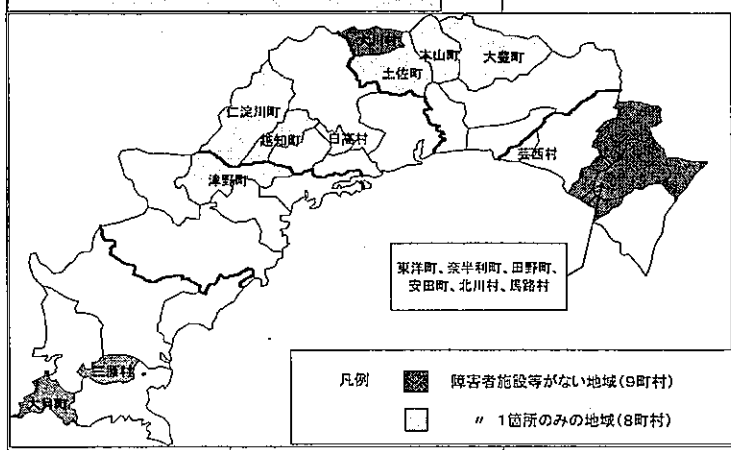 大川村
本山町
大豊町
土佐町
仁淀川町
越知町
日高村
津野町
芸西村
東洋町、奈半利町、田野町、
安田町、北川村、馬路村
三原村
大月町
凡例
障害者施設等がない地域(9町村)
〃 1箇所のみの地域(8町村)